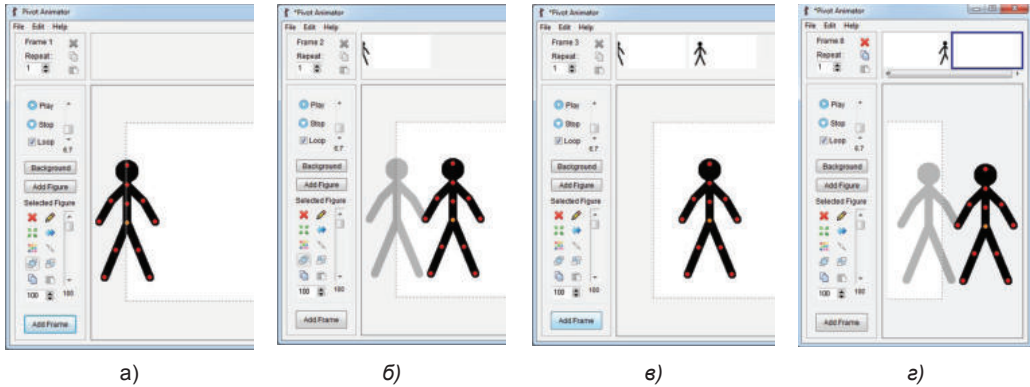 Pivot Animator
File Edit Help
Frame 1
Repeat:
1
Play
Stop
Loop
6.7
Background
Add Figure
Selected Figure
100
100
Add Frame
а)
*Pivot Animator
File Edit Help
Frame 2
Repeat:
1
Play
Stop
Loop
6.7
Background
Add Figure
Selected Figure
100
100
Add Frame
б)
*Pivot Animator
File Edit Help
Frame 3
Repeat:
1
Play
Stop
Loop
6.7
Background
Add Figure
Selected Figure
100
100
Add Frame
в)
*Pivot Animator
File Edit Help
Frame 8
Repeat:
1
Play
Stop
Loop
6.7
Background
Add Figure
Selected Figure
100
100
Add Frame
г)